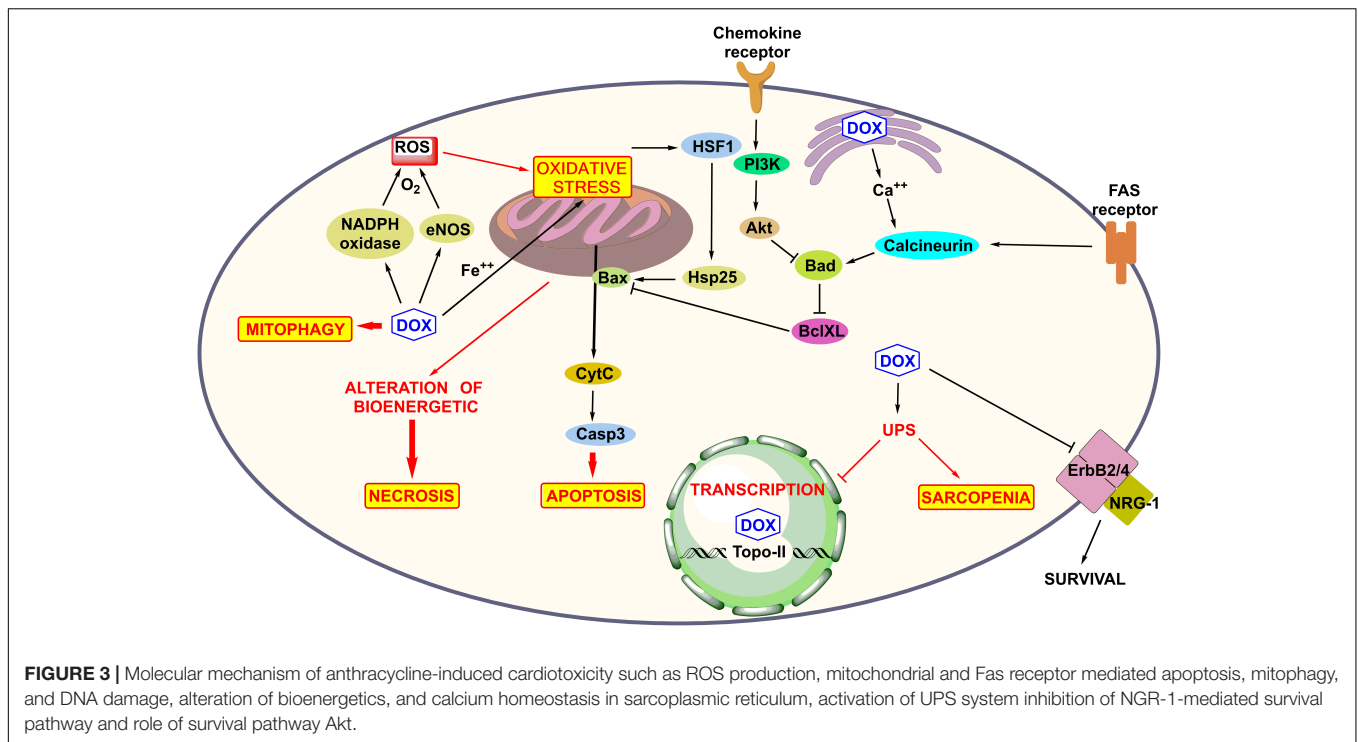 Chemokine
receptor
DOX
ROS
HSF1
OXIDATIVE
STRESS
PI3K
O2
Ca++
FAS
receptor
NADPH
oxidase
eNOS
Akt
Calcineurin
Bad
Fe++
Bax
Hsp25
MITOPHAGY
DOX
BclXL
DOX
CytC
ALTERATION OF
BIOENERGETIC
Casp3
UPS
ErbB2/4
NECROSIS
APOPTOSIS
TRANSCRIPTION
SARCOPENIA
NRG-1
DOX
Topo-II
SURVIVAL
FIGURE 3 | Molecular mechanism of anthracycline-induced cardiotoxicity such as ROS production, mitochondrial and Fas receptor mediated apoptosis, mitophagy,
and DNA damage, alteration of bioenergetics, and calcium homeostasis in sarcoplasmic reticulum, activation of UPS system inhibition of NGR-1-mediated survival
pathway and role of survival pathway Akt.